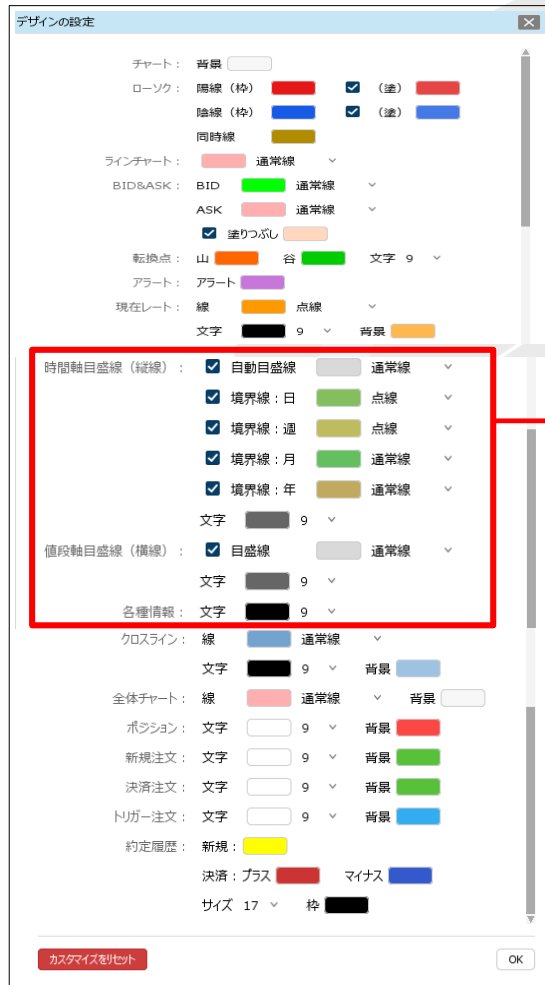 デザインの設定
チャート： 背景
ローソク： 陽線（枠） （塗）
陰線（枠） （塗）
同時線
ラインチャート： 通常線
BID&ASK： BID 通常線
ASK 通常線
塗りつぶし
転換点： 山 谷 文字 9
アラート： アラート
現在レート： 線 点線
文字 9 背景
時間軸目盛線（縦線）： 自動目盛線 通常線
境界線：日 点線
境界線：週 点線
境界線：月 通常線
境界線：年 通常線
文字 9
値段軸目盛線（横線）： 目盛線 通常線
文字 9
各種情報： 文字 9
クロスライン： 線 通常線
文字 9 背景
全体チャート： 線 通常線 背景
ポジション： 文字 9 背景
新規注文： 文字 9 背景
決済注文： 文字 9 背景
トリガー注文： 文字 9 背景
約定履歴： 新規：
決済：プラス マイナス
サイズ 17 枠
カスタマイズをリセット OK